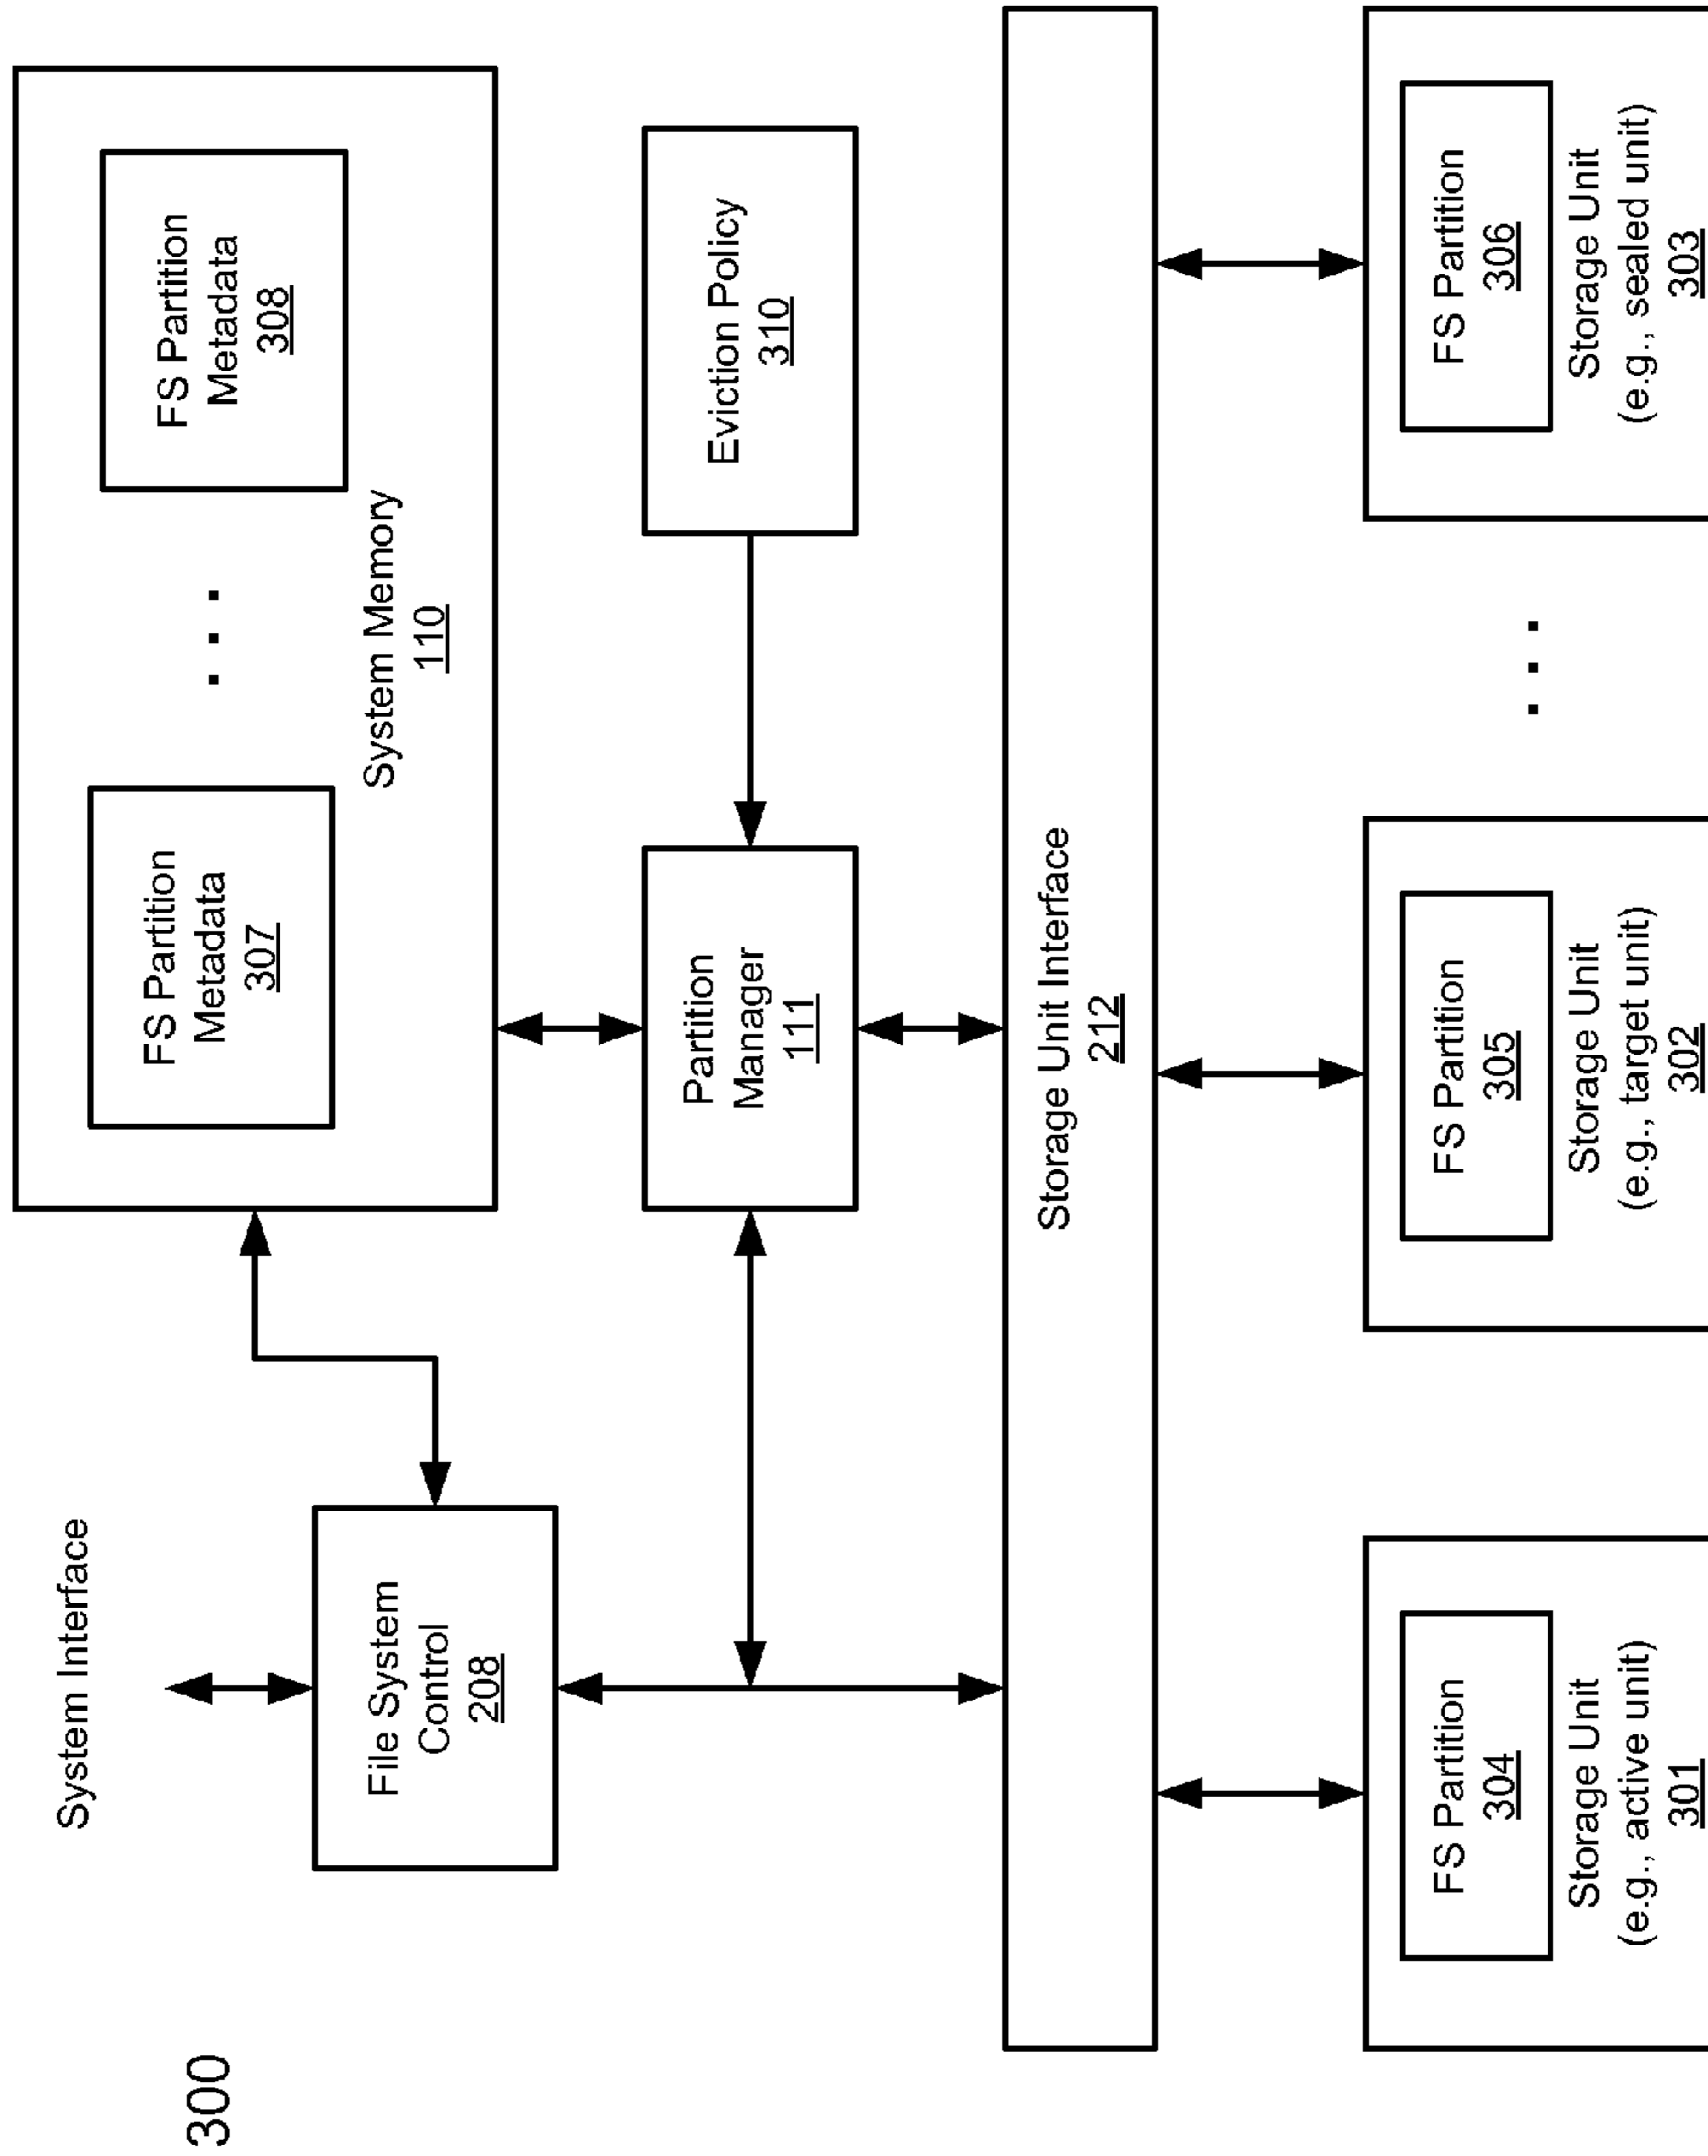 300
System Interface
File System
Control
208
FS Partition
Metadata
307
. . .
FS Partition
Metadata
308
System Memory
110
Partition
Manager
111
Eviction Policy
310
Storage Unit Interface
212
FS Partition
304
Storage Unit
(e.g., active unit)
301
FS Partition
305
Storage Unit
(e.g., target unit)
302
. . .
FS Partition
306
Storage Unit
(e.g., sealed unit)
303